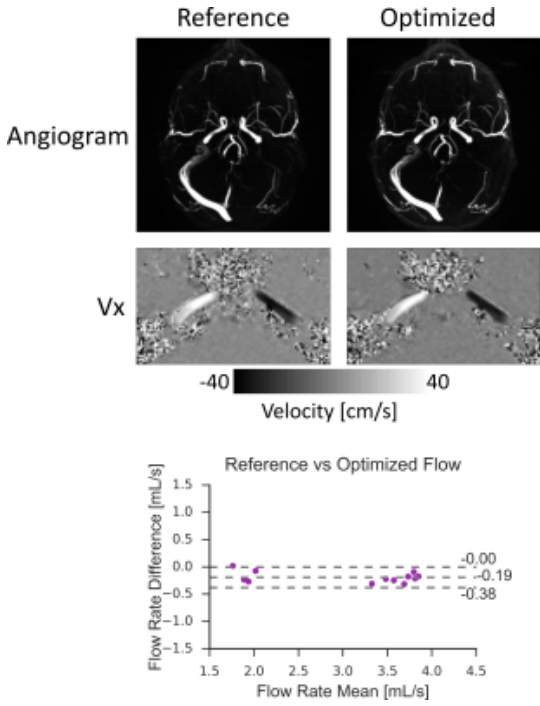 Reference Optimized
Angiogram
Vx
-40 40
Velocity [cm/s]
Reference vs Optimized Flow
Flow Rate Difference [mL/s]
1.5
1.0
0.5
0.0
−0.5
−1.0
−1.5
-0.00
-0.19
-0.38
1.5 2.0 2.5 3.0 3.5 4.0 4.5
Flow Rate Mean [mL/s]